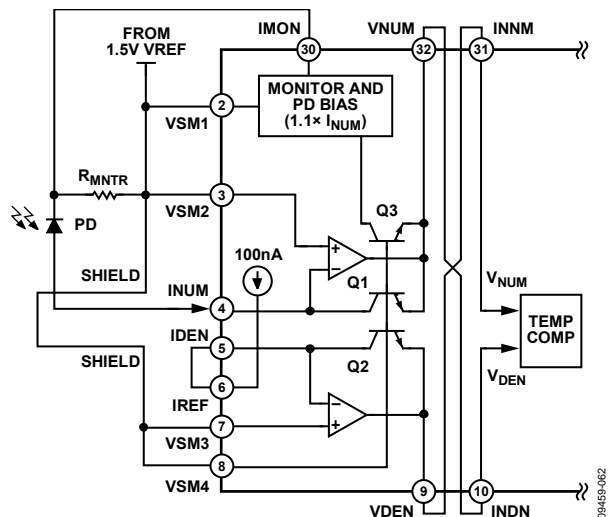 FROM
1.5V VREF
IMON
30
VNUM
32
INNM
31
MONITOR AND
PD BIAS
(1.1× INUM)
2
VSM1
RMNTR
3
VSM2
PD
Q3
100nA
+
−
SHIELD
INUM
4
Q1
VNUM
TEMP
COMP
IDEN
5
Q2
VDEN
SHIELD
6
IREF
−
+
7
VSM3
8
VSM4
9
VDEN
10
INDN
09459-062